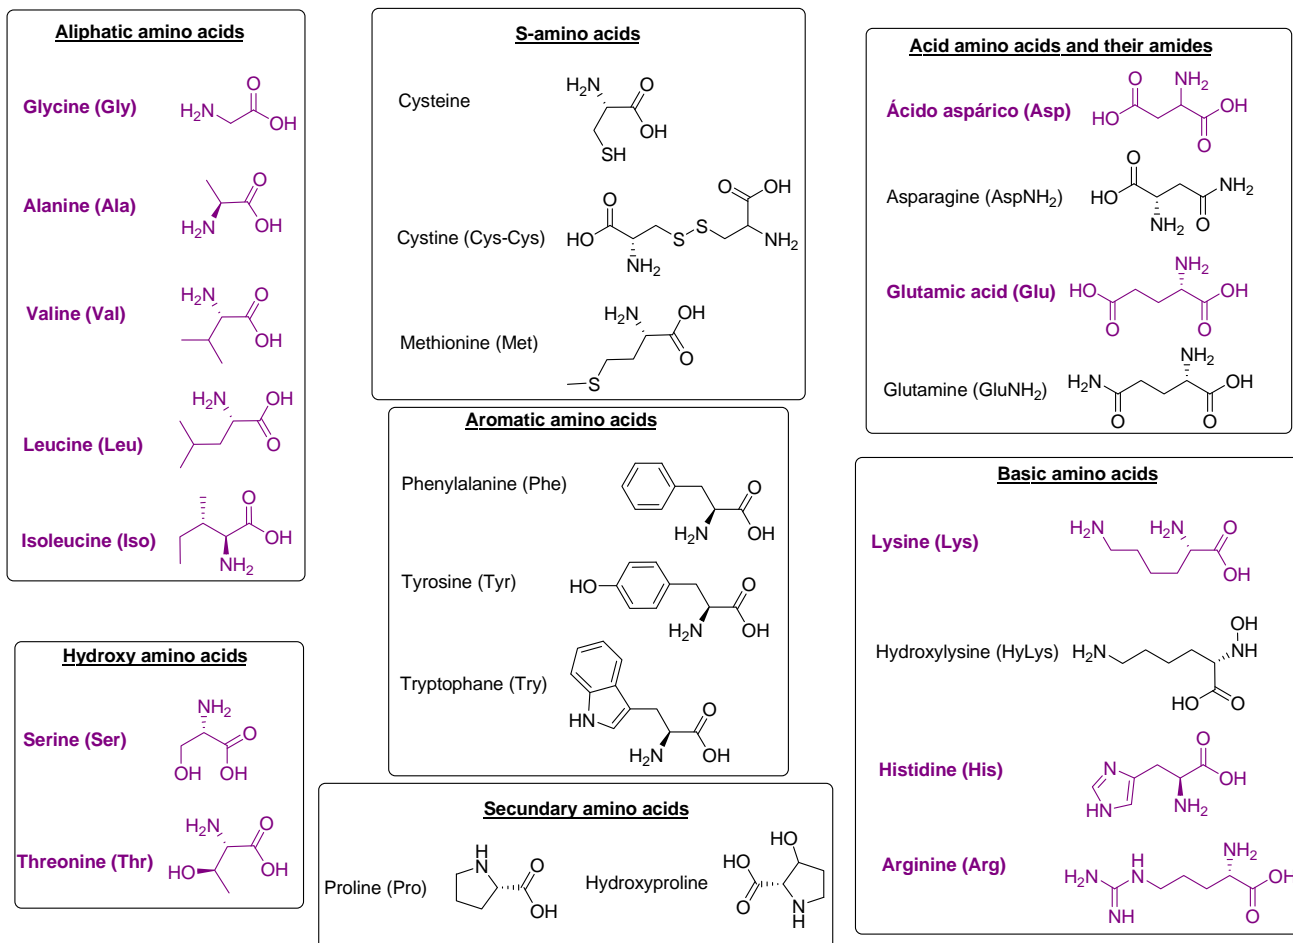 Aliphatic amino acids
Glycine (Gly)
H₂N
O
OH
Alanine (Ala)
O
H₂N
OH
Valine (Val)
H₂N
O
OH
Leucine (Leu)
H₂N
OH
O
Isoleucine (Iso)
O
OH
NH₂
Hydroxy amino acids
Serine (Ser)
NH₂
O
OH
OH
Threonine (Thr)
H₂N
O
HO
OH
S-amino acids
Cysteine
H₂N
O
OH
SH
Cystine (Cys-Cys)
O
OH
O
HO
S
S
NH₂
NH₂
Methionine (Met)
H₂N
OH
O
S
Aromatic amino acids
Phenylalanine (Phe)
O
H₂N
OH
Tyrosine (Tyr)
HO
O
H₂N
OH
Tryptophane (Try)
HN
O
H₂N
OH
Secundary amino acids
Proline (Pro)
H
N
O
OH
Hydroxyproline
HO
HO
O
N
H
Acid amino acids and their amides
Ácido aspárico (Asp)
O
NH₂
HO
OH
O
Asparagine (AspNH₂)
O
HO
NH₂
NH₂
O
Glutamic acid (Glu)
NH₂
HO
OH
O
O
Glutamine (GluNH₂)
NH₂
H₂N
OH
O
O
Basic amino acids
Lysine (Lys)
H₂N
H₂N
O
OH
Hydroxylysine (HyLys)
OH
H₂N
NH
HO
O
Histidine (His)
N
O
OH
HN
NH₂
Arginine (Arg)
NH₂
H₂N
H
N
OH
NH
O